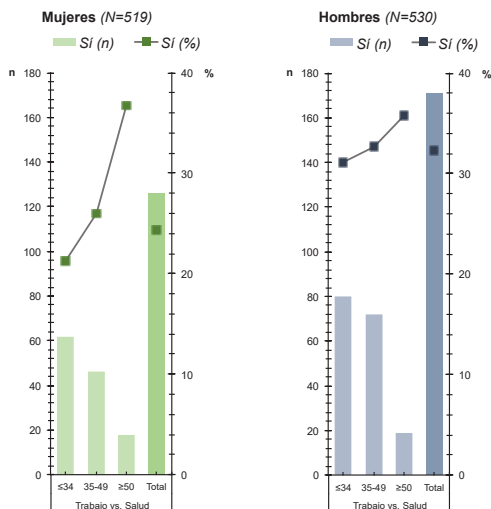 Mujeres (N=519)
Sí (n) Sí (%)
n %
180 40
160
140
30
120
100
20
80
60
10
40
20
0 0
≤34 35-49 ≥50 Total
Trabajo vs. Salud
Hombres (N=530)
Sí (n) Sí (%)
n %
180 40
160
140
30
120
100
20
80
60
10
40
20
0 0
≤34 35-49 ≥50 Total
Trabajo vs. Salud